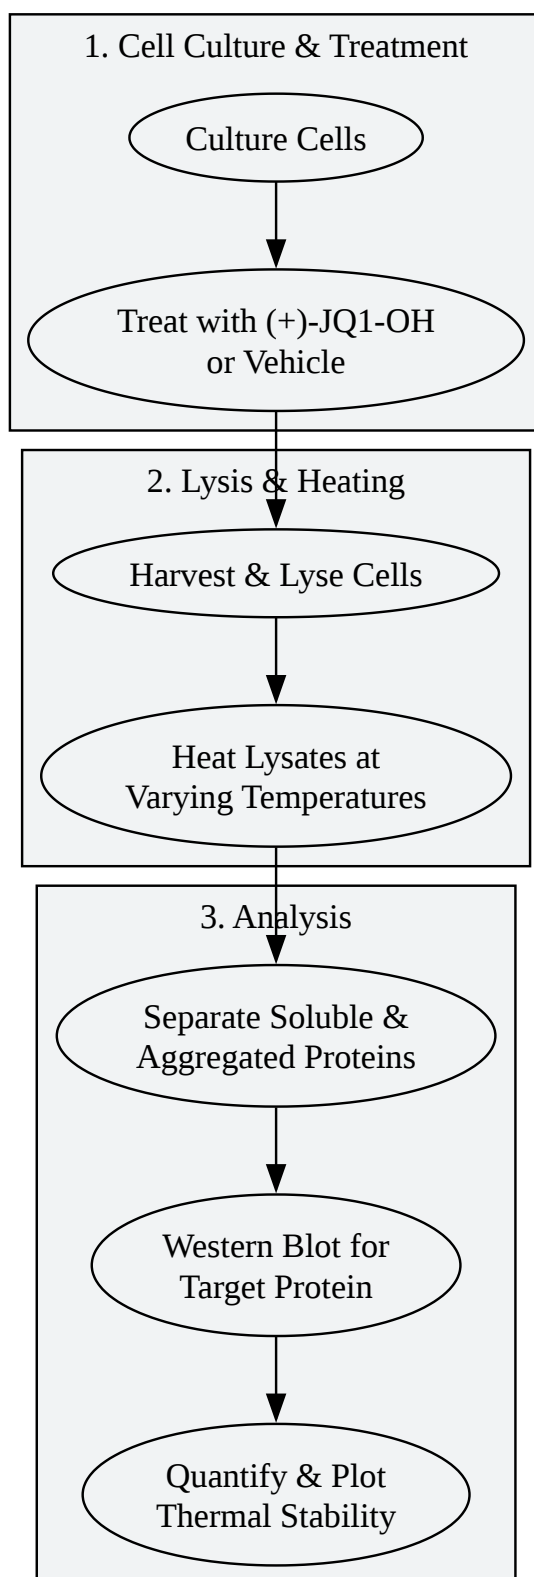 1. Cell Culture & Treatment
Culture Cells
Treat with (+)-JQ1-OH
or Vehicle
2. Lysis & Heating
Harvest & Lyse Cells
Heat Lysates at
Varying Temperatures
3. Analysis
Separate Soluble &
Aggregated Proteins
Western Blot for
Target Protein
Quantify & Plot
Thermal Stability